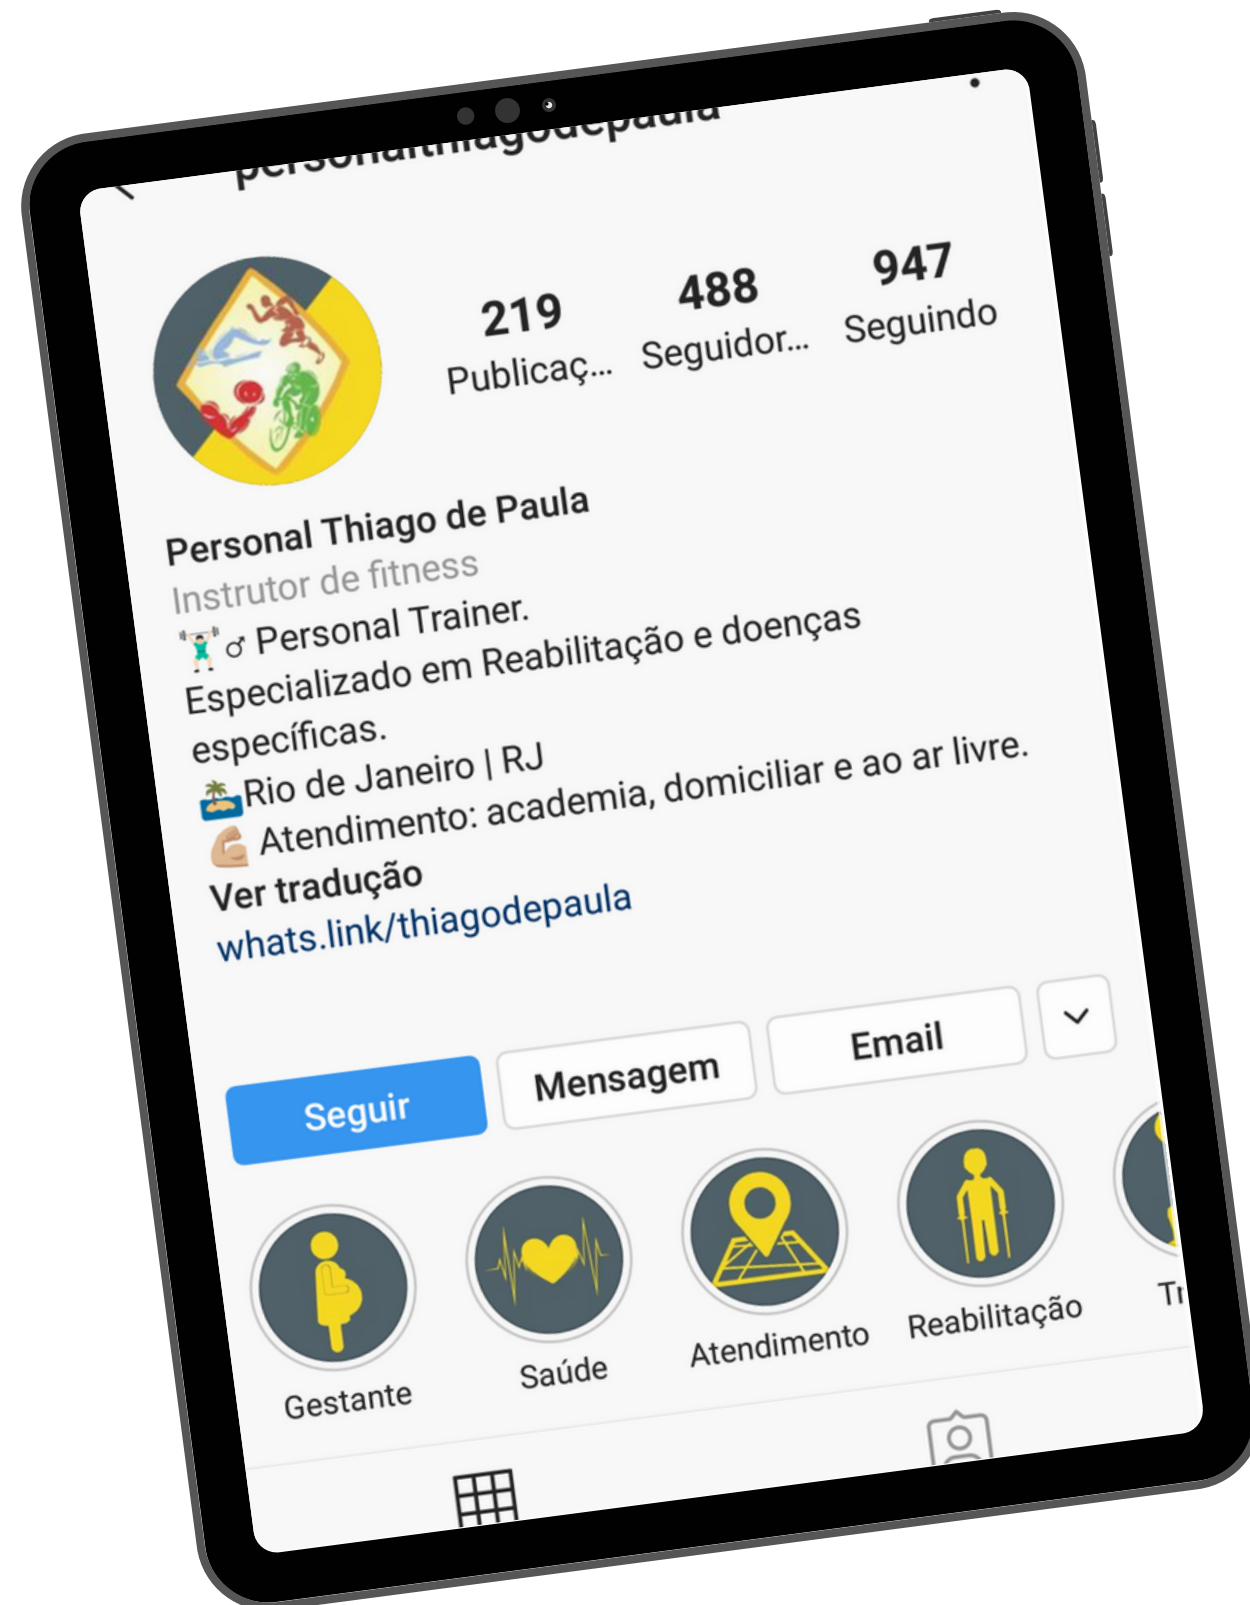 personalthiagodepaula
219 488 947
Publicaç... Seguidor... Seguindo
Personal Thiago de Paula
Instrutor de fitness
🏋🏻♂ Personal Trainer.
Especializado em Reabilitação e doenças
específicas.
🏝Rio de Janeiro | RJ
💪🏼 Atendimento: academia, domiciliar e ao ar livre.
Ver tradução
whats.link/thiagodepaula
Seguir Mensagem Email
Gestante Saúde Atendimento Reabilitação